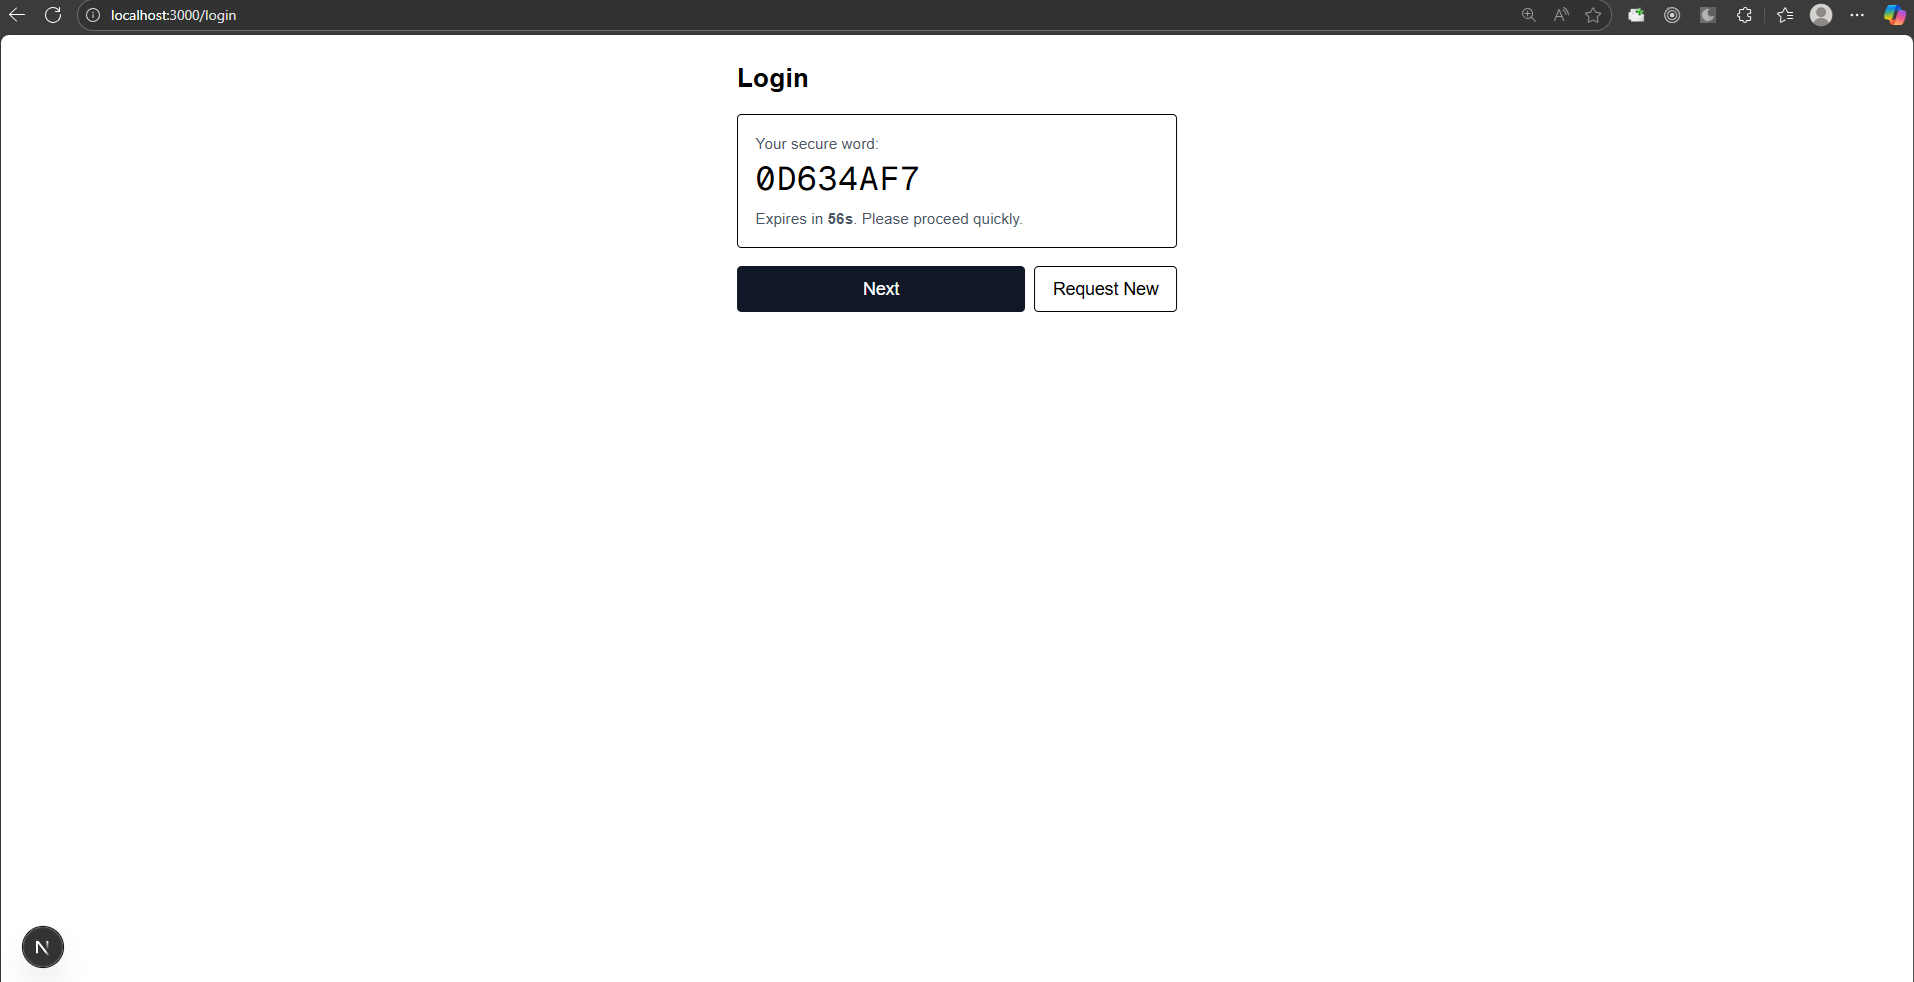 localhost:3000/login
Login
Your secure word:
0D634AF7
Expires in 56s. Please proceed quickly.
Next
Request New
N